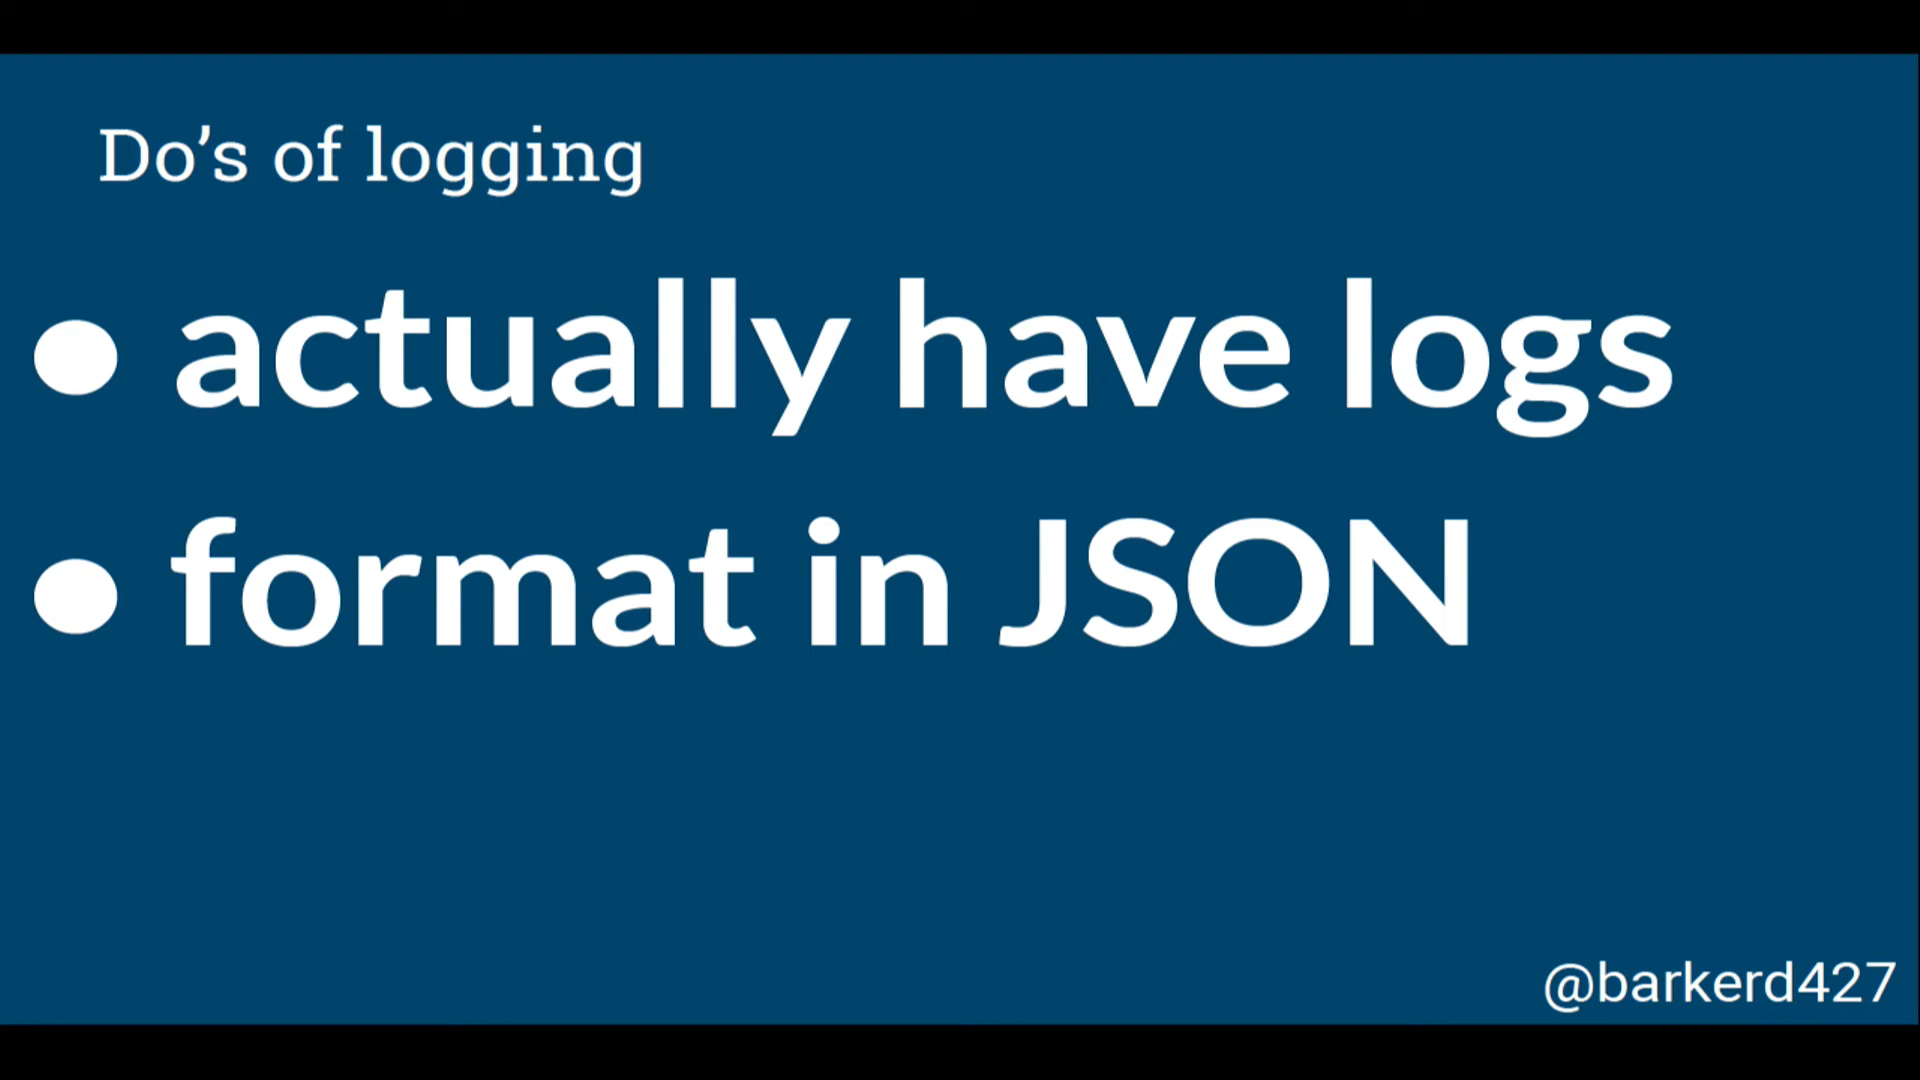 Do’s of logging
● actually have logs
● format in JSON
@barkerd427